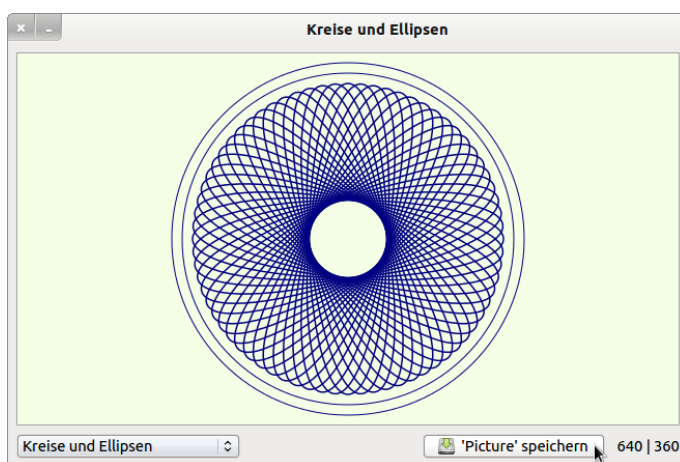 Kreise und Ellipsen
Kreise und Ellipsen 'Picture' speichern 640 | 360